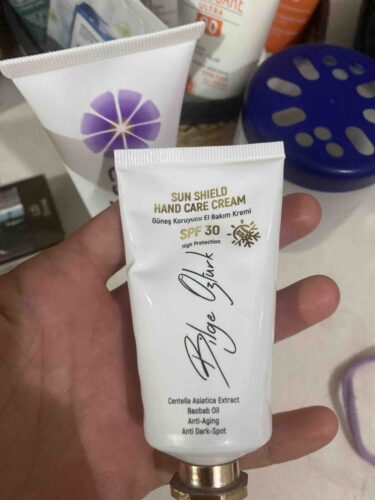 SUN SHIELD
HAND CARE CREAM
Güneş Koruyucu El Bakım Kremi
SPF 30
High Protection
Bilge Öztürk
Centella Asiatica Extract
Baobab Oil
Anti-Aging
Anti Dark-Spot
ULTRA